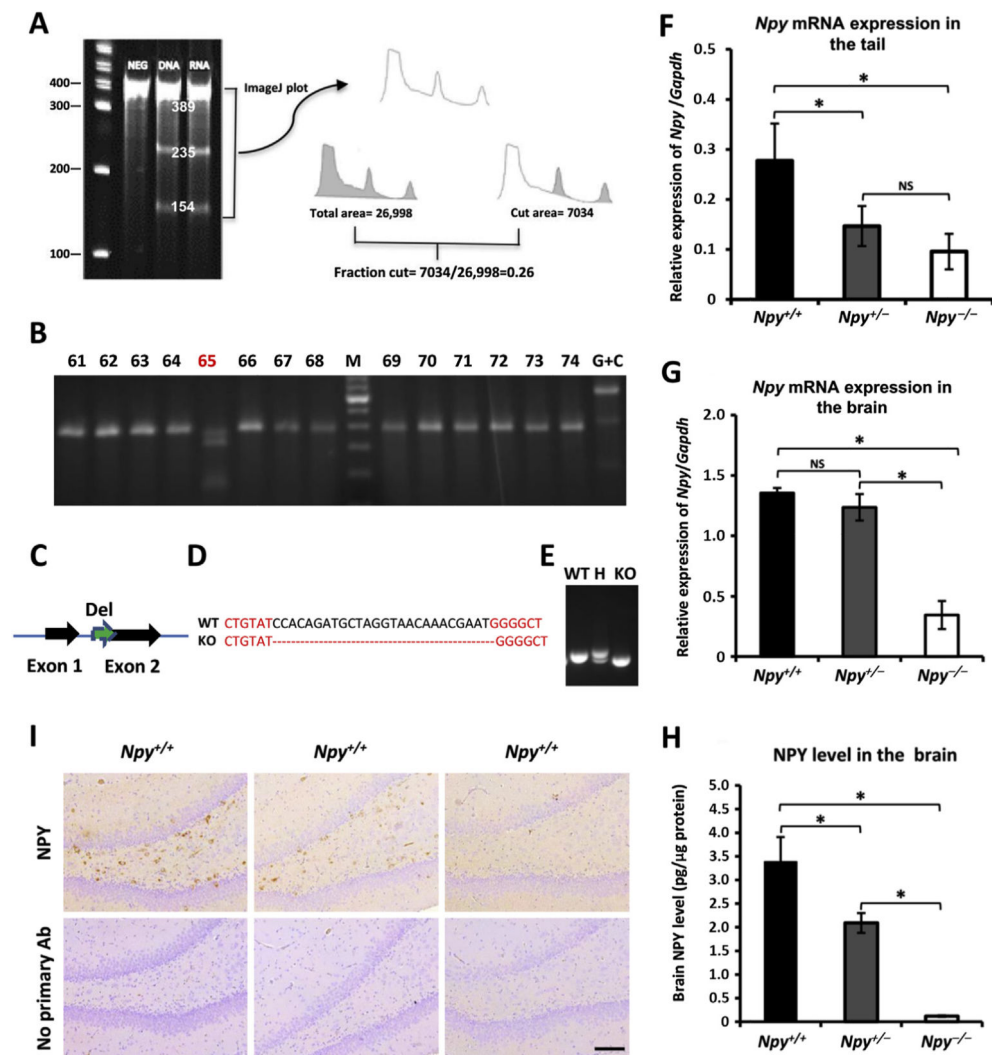 A
NEG DNA RNA
400
300
200
100
389
235
154
ImageJ plot
Total area= 26,998
Cut area= 7034
Fraction cut= 7034/26,998=0.26
B
61 62 63 64 65 66 67 68 M 69 70 71 72 73 74 G+C
C
Del
Exon 1
Exon 2
D
WT CTGTATCCACAGATGCTAGGTAACAAACGAATGGGGCT
KO CTGTAT----------------------------GGGGCT
E
WT H KO
F
Npy mRNA expression in
the tail
Relative expression of Npy /Gapdh
0.5
0.4
0.3
0.2
0.1
0
*
*
NS
Npy+/+ Npy+/− Npy−/−
G
Npy mRNA expression in
the brain
Relative expression of Npy/Gapdh
2.0
1.5
1.0
0.5
0
*
NS
*
Npy+/+ Npy+/− Npy−/−
H
NPY level in the brain
Brain NPY level (pg/µg protein)
5.0
4.5
4.0
3.5
3.0
2.5
2.0
1.5
1.0
0.5
0.0
*
*
*
Npy+/+ Npy+/− Npy−/−
I
Npy+/+ Npy+/+ Npy+/+
NPY
No primary Ab